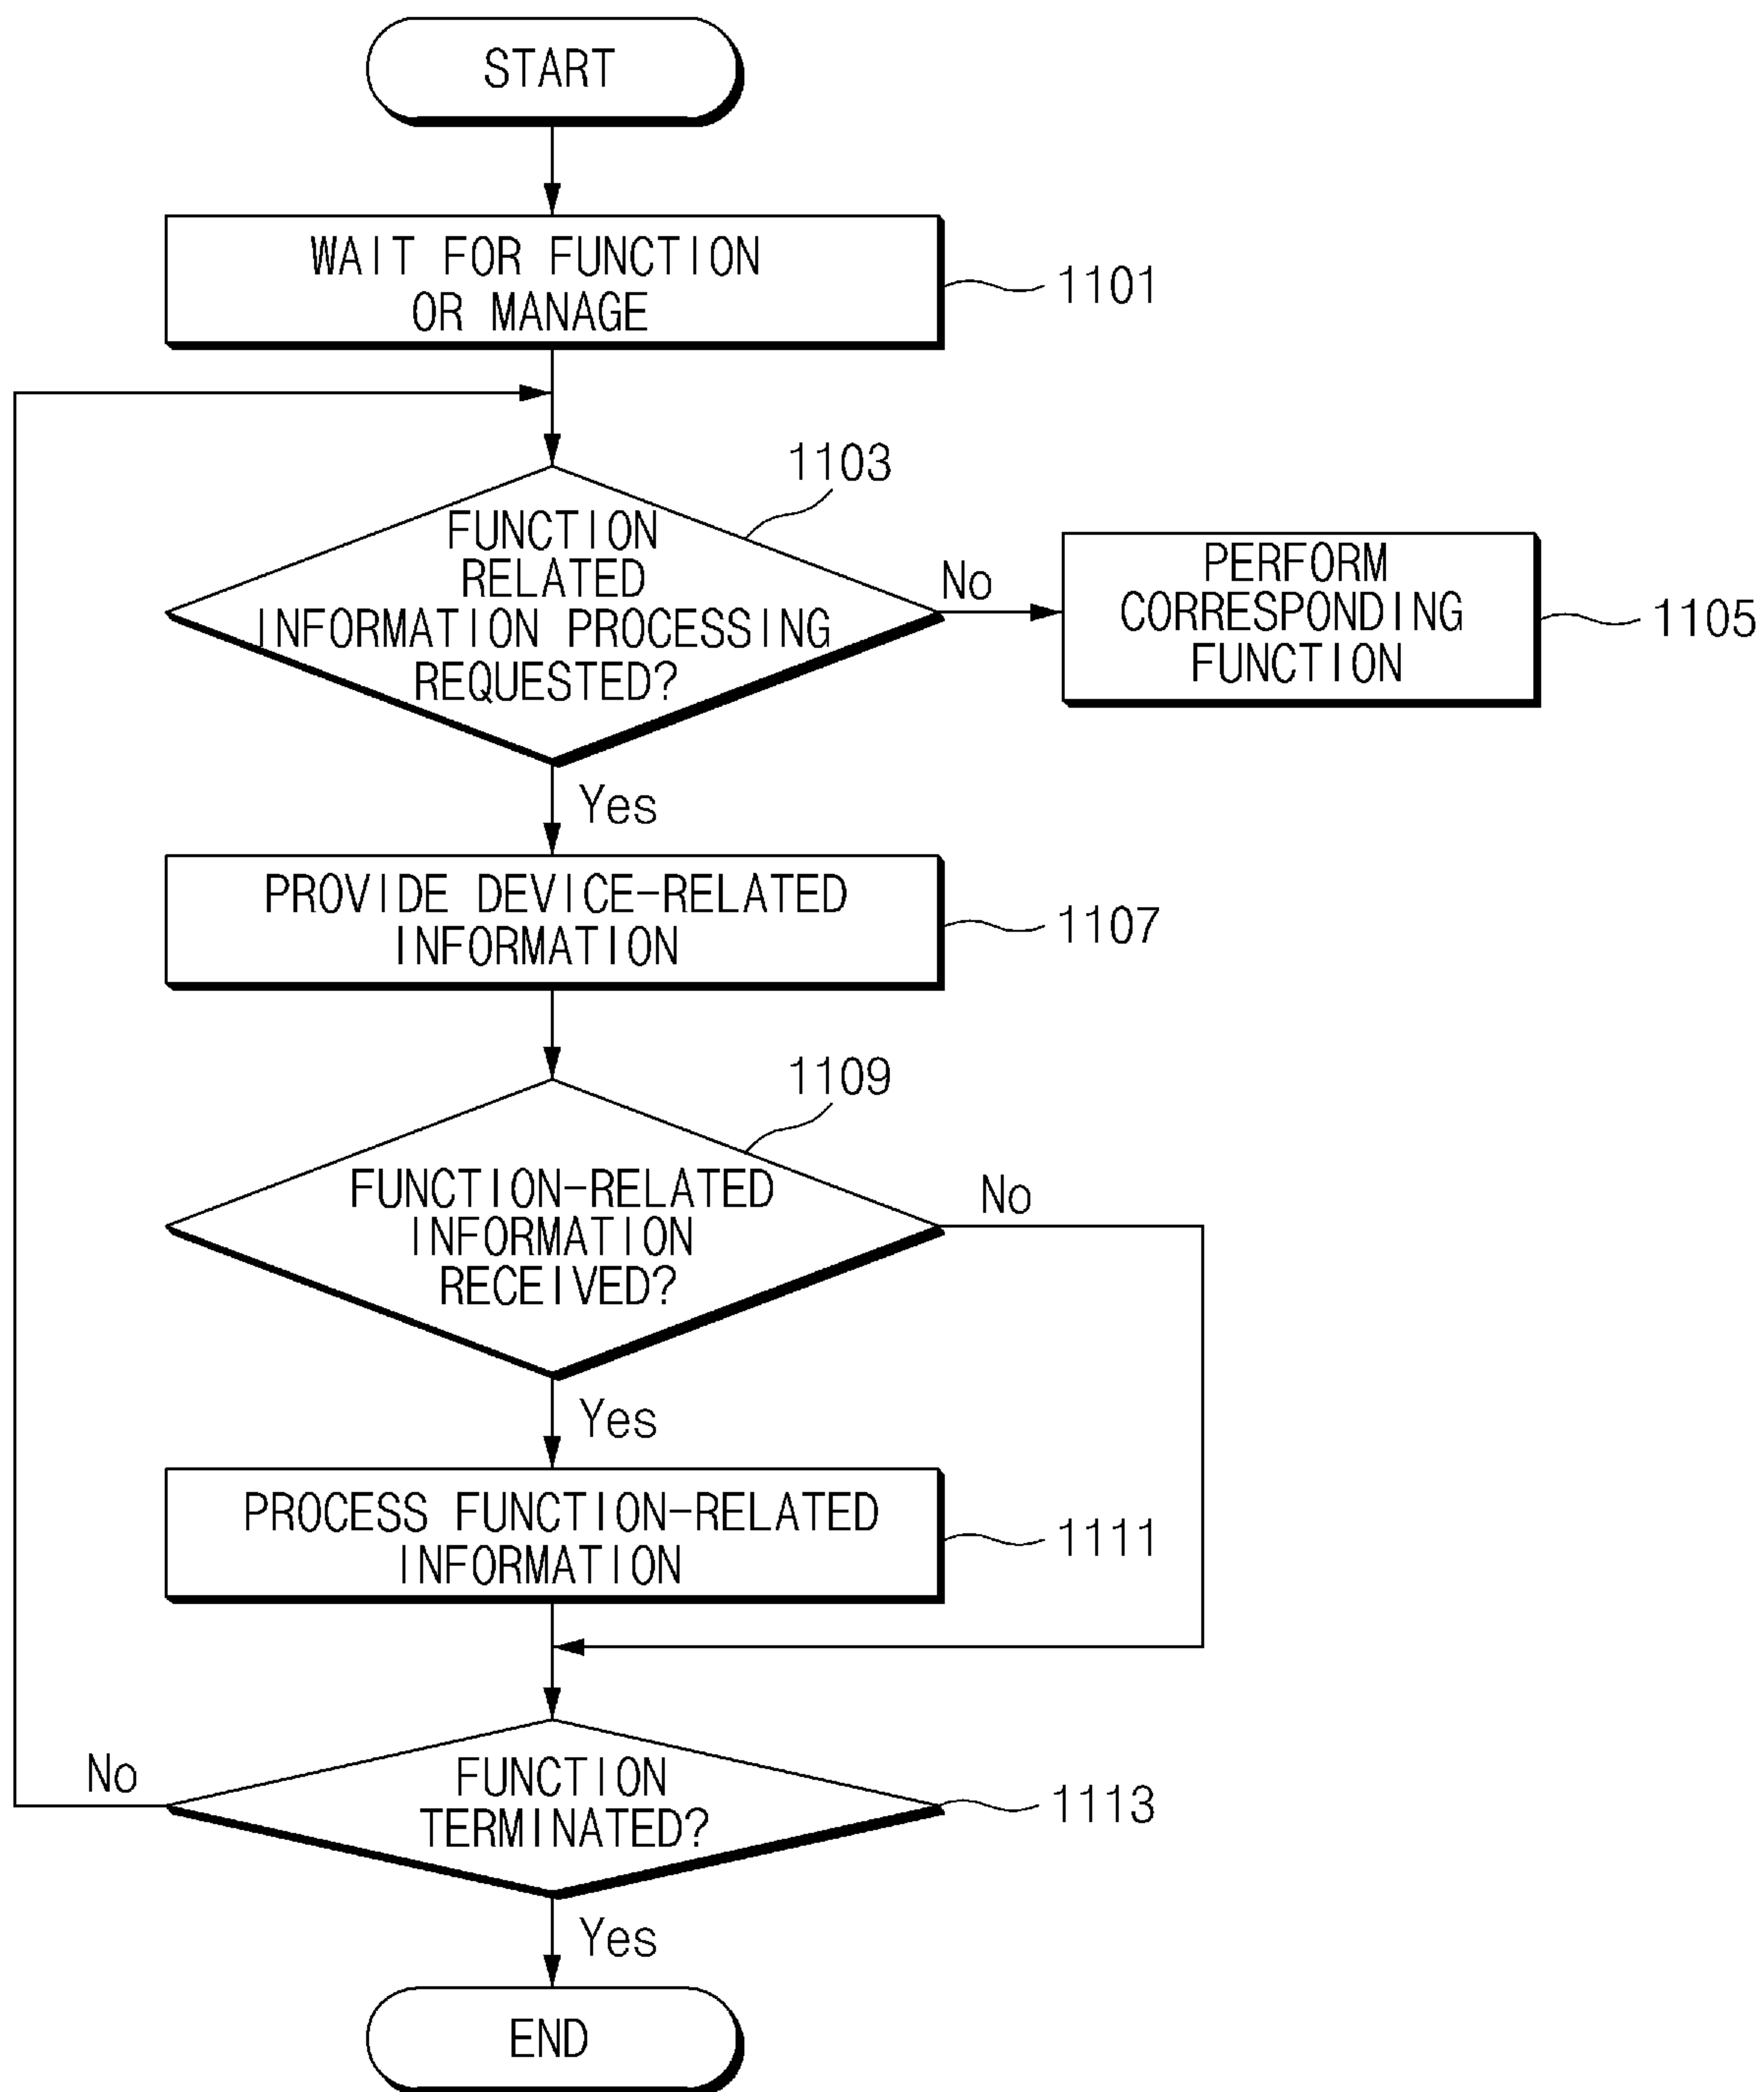 START
WAIT FOR FUNCTION
OR MANAGE
1101
1103
FUNCTION
RELATED
INFORMATION PROCESSING
REQUESTED?
No
PERFORM
CORRESPONDING
FUNCTION
1105
Yes
PROVIDE DEVICE-RELATED
INFORMATION
1107
1109
FUNCTION-RELATED
INFORMATION
RECEIVED?
No
Yes
PROCESS FUNCTION-RELATED
INFORMATION
1111
No
FUNCTION
TERMINATED?
1113
Yes
END